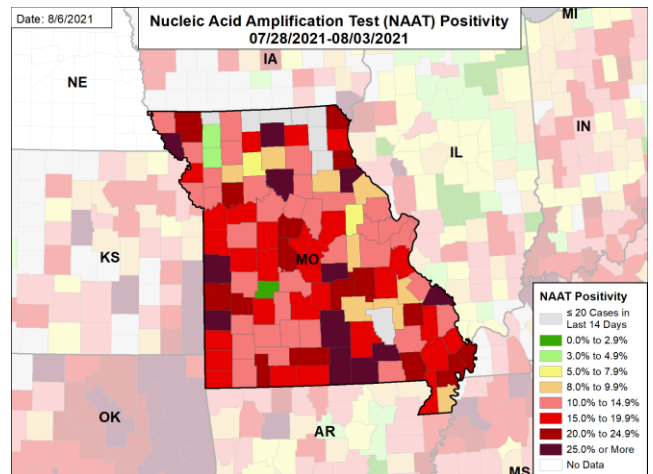 Date: 8/6/2021
Nucleic Acid Amplification Test (NAAT) Positivity
07/28/2021-08/03/2021
MI
NE
IA
IL
IN
KS
MO
OK
AR
MS
NAAT Positivity
≤ 20 Cases in
Last 14 Days
0.0% to 2.9%
3.0% to 4.9%
5.0% to 7.9%
8.0% to 9.9%
10.0% to 14.9%
15.0% to 19.9%
20.0% to 24.9%
25.0% or More
No Data